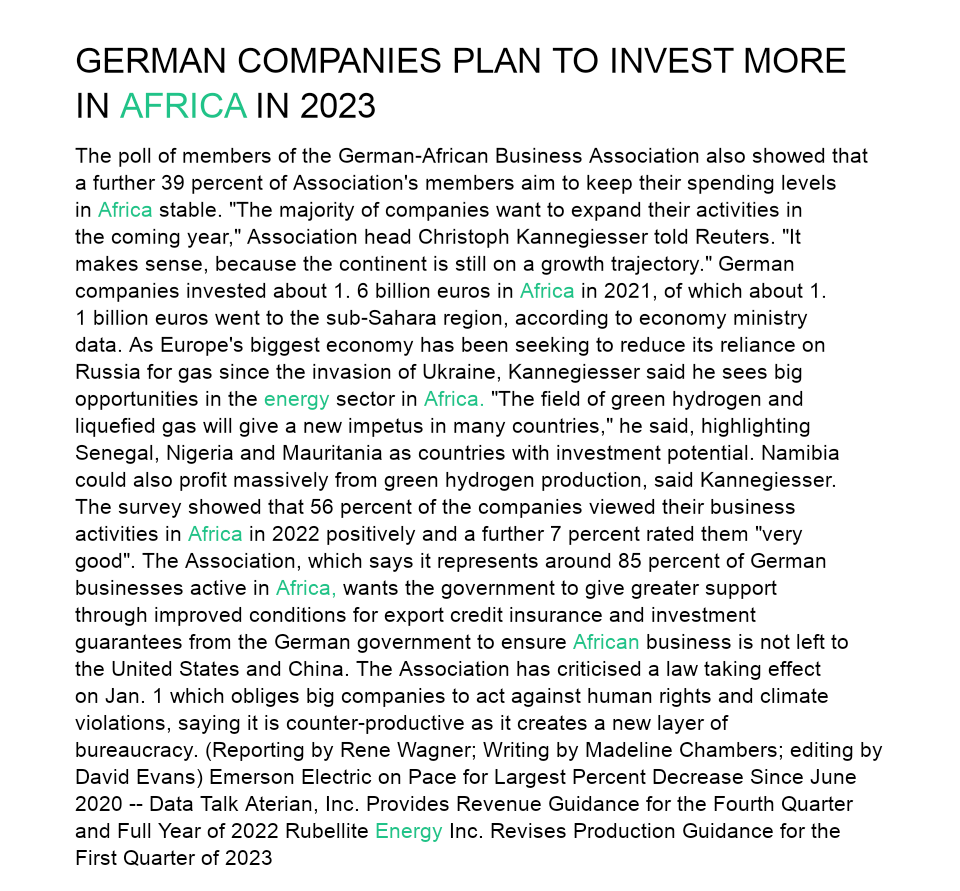 GERMAN COMPANIES PLAN TO INVEST MORE
IN AFRICA IN 2023
The poll of members of the German-African Business Association also showed that
a further 39 percent of Association's members aim to keep their spending levels
in Africa stable. "The majority of companies want to expand their activities in
the coming year," Association head Christoph Kannegiesser told Reuters. "It
makes sense, because the continent is still on a growth trajectory." German
companies invested about 1. 6 billion euros in Africa in 2021, of which about 1.
1 billion euros went to the sub-Sahara region, according to economy ministry
data. As Europe's biggest economy has been seeking to reduce its reliance on
Russia for gas since the invasion of Ukraine, Kannegiesser said he sees big
opportunities in the energy sector in Africa. "The field of green hydrogen and
liquefied gas will give a new impetus in many countries," he said, highlighting
Senegal, Nigeria and Mauritania as countries with investment potential. Namibia
could also profit massively from green hydrogen production, said Kannegiesser.
The survey showed that 56 percent of the companies viewed their business
activities in Africa in 2022 positively and a further 7 percent rated them "very
good". The Association, which says it represents around 85 percent of German
businesses active in Africa, wants the government to give greater support
through improved conditions for export credit insurance and investment
guarantees from the German government to ensure African business is not left to
the United States and China. The Association has criticised a law taking effect
on Jan. 1 which obliges big companies to act against human rights and climate
violations, saying it is counter-productive as it creates a new layer of
bureaucracy. (Reporting by Rene Wagner; Writing by Madeline Chambers; editing by
David Evans) Emerson Electric on Pace for Largest Percent Decrease Since June
2020 -- Data Talk Aterian, Inc. Provides Revenue Guidance for the Fourth Quarter
and Full Year of 2022 Rubellite Energy Inc. Revises Production Guidance for the
First Quarter of 2023